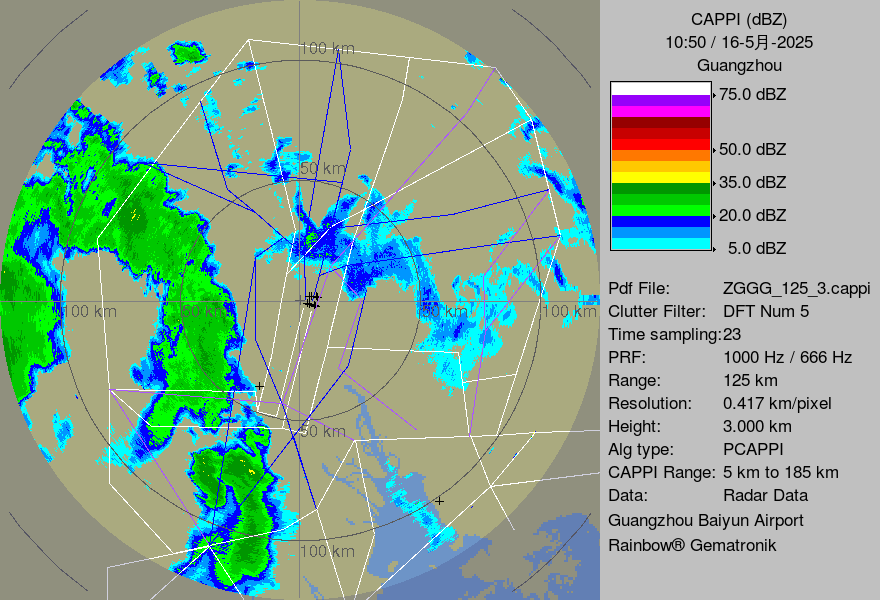 CAPPI (dBZ)
10:50 / 16-5月-2025
Guangzhou
75.0 dBZ
50.0 dBZ
35.0 dBZ
20.0 dBZ
5.0 dBZ
Pdf File: ZGGG_125_3.cappi
Clutter Filter: DFT Num 5
Time sampling:23
PRF: 1000 Hz / 666 Hz
Range: 125 km
Resolution: 0.417 km/pixel
Height: 3.000 km
Alg type: PCAPPI
CAPPI Range: 5 km to 185 km
Data: Radar Data
Guangzhou Baiyun Airport
Rainbow® Gematronik
100 km
50 km
100 km
50 km
50 km
100 km
50 km
100 km